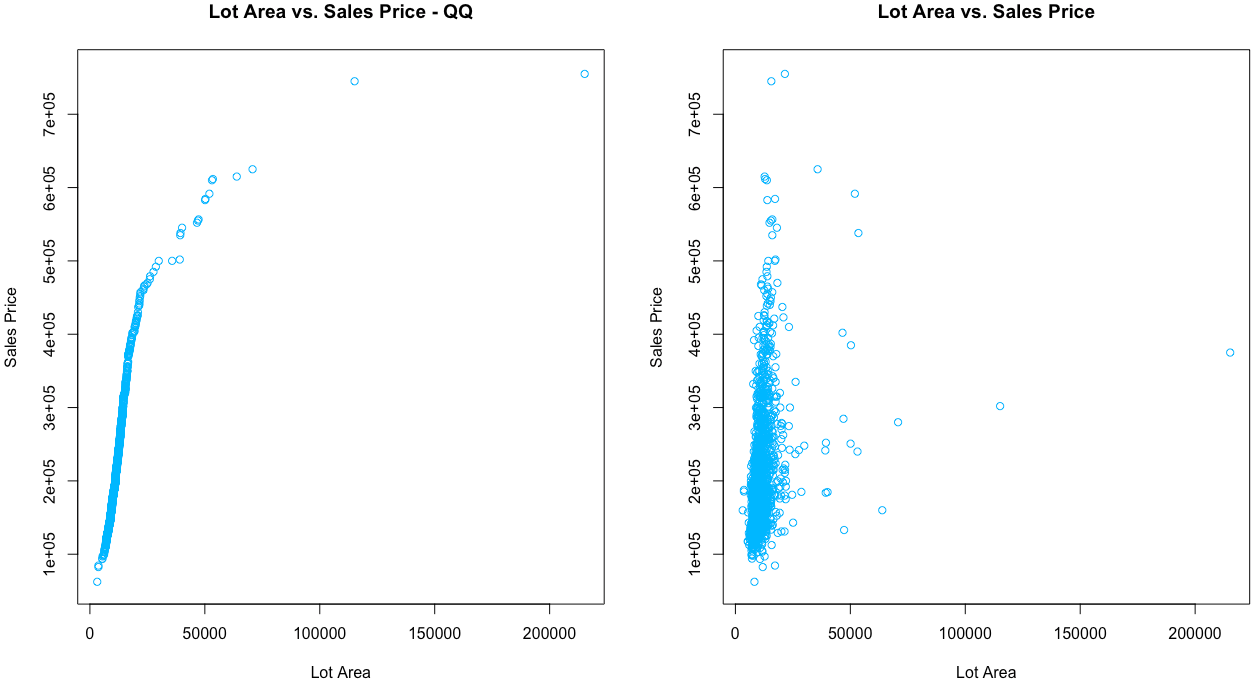 Lot Area vs. Sales Price - QQ
Sales Price
7e+05
6e+05
5e+05
4e+05
3e+05
2e+05
1e+05
0
50000
100000
150000
200000
Lot Area
Lot Area vs. Sales Price
Sales Price
7e+05
6e+05
5e+05
4e+05
3e+05
2e+05
1e+05
0
50000
100000
150000
200000
Lot Area